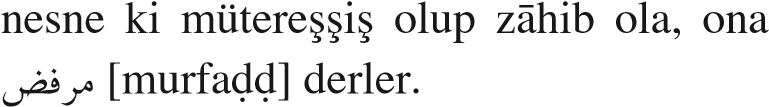 nesne ki mütereşşiş olup zāhib ola, ona
مرفض [murfaḍḍ] derler.